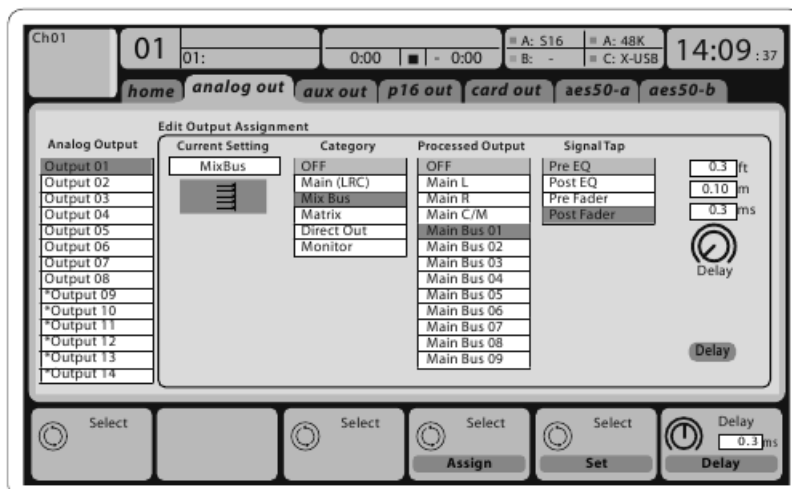 Ch01
01
01:
0:00 - 0:00
A: S16
B: -
A: 48K
C: X-USB
14:09 :37
home analog out aux out p16 out card out aes50-a aes50-b
Edit Output Assignment
Analog Output
Output 01
Output 02
Output 03
Output 04
Output 05
Output 06
Output 07
Output 08
*Output 09
*Output 10
*Output 11
*Output 12
*Output 13
*Output 14
Current Setting
MixBus
Category
OFF
Main (LRC)
Mix Bus
Matrix
Direct Out
Monitor
Processed Output
OFF
Main L
Main R
Main C/M
Main Bus 01
Main Bus 02
Main Bus 03
Main Bus 04
Main Bus 05
Main Bus 06
Main Bus 07
Main Bus 08
Main Bus 09
Signal Tap
Pre EQ
Post EQ
Pre Fader
Post Fader
0.3 ft
0.10 m
0.3 ms
Delay
Delay
Select
Select
Select
Assign
Select
Set
Delay
0.3 ms
Delay